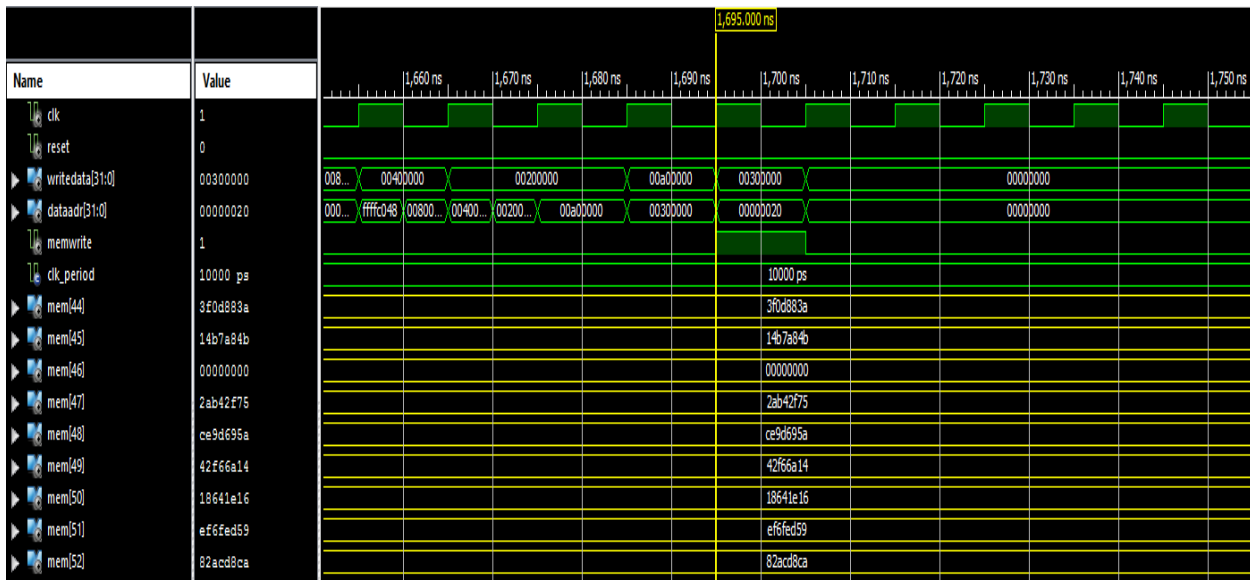 1,695.000 ns
Name Value 1,660 ns 1,670 ns 1,680 ns 1,690 ns 1,700 ns 1,710 ns 1,720 ns 1,730 ns 1,740 ns 1,750 ns
clk 1
reset 0
writedata[31:0] 00300000 008... 00400000 00200000 00a00000 00300000 00000000
dataadr[31:0] 00000020 000... ffffc048 00800... 00400... 00200... 00a00000 00300000 00000020 00000000
memwrite 1
clk_period 10000 ps 10000 ps
mem[44] 3f0d883a 3f0d883a
mem[45] 14b7a84b 14b7a84b
mem[46] 00000000 00000000
mem[47] 2ab42f75 2ab42f75
mem[48] ce9d695a ce9d695a
mem[49] 42f66a14 42f66a14
mem[50] 18641e16 18641e16
mem[51] ef6fed59 ef6fed59
mem[52] 82acd8ca 82acd8ca